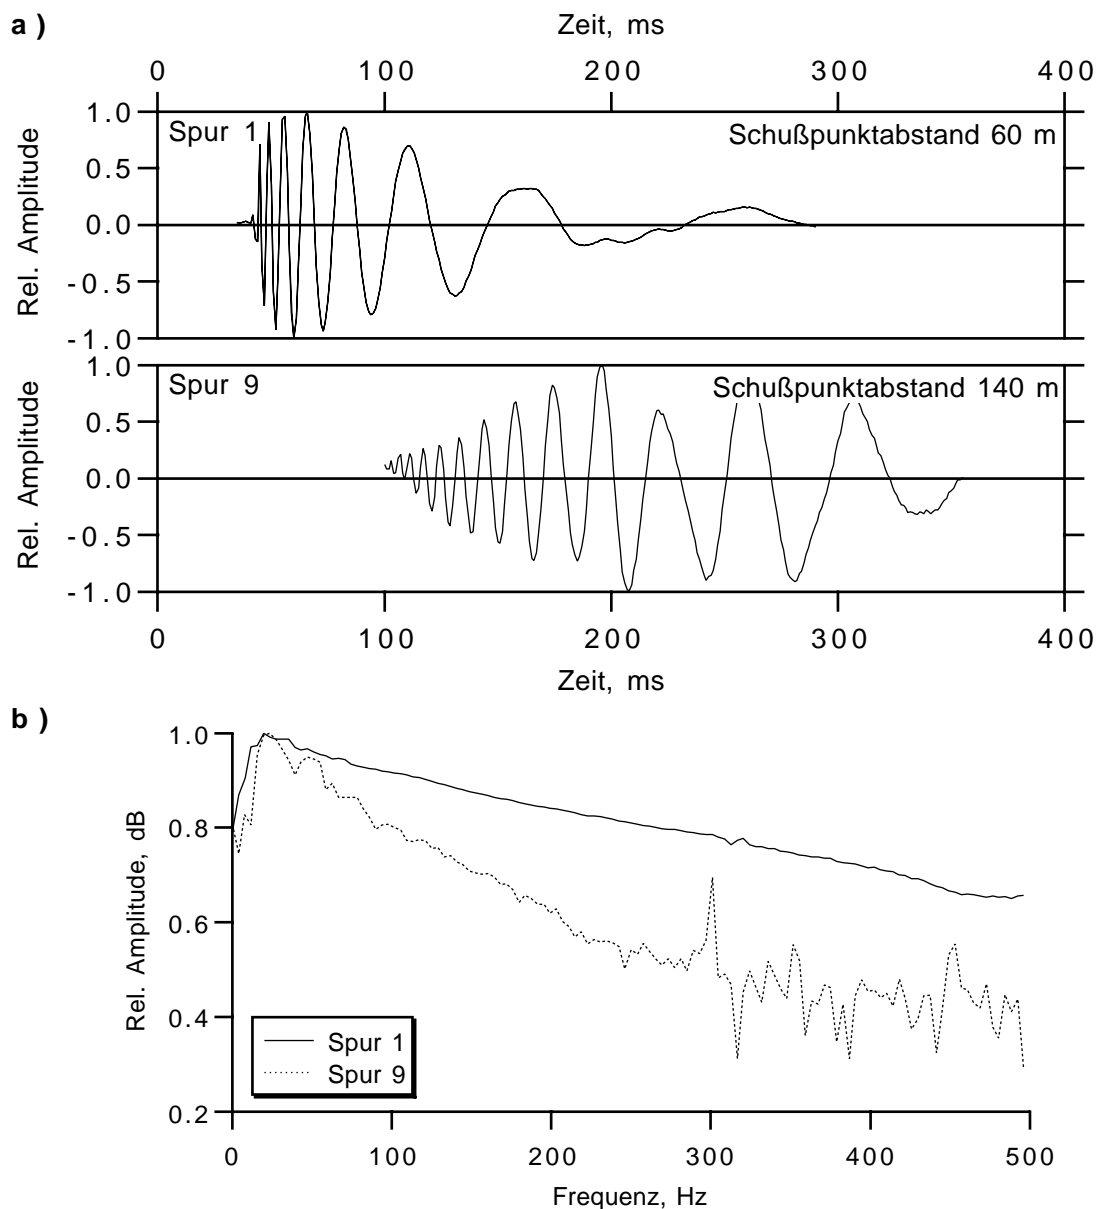 a )
Zeit, ms
0 100 200 300 400
Rel. Amplitude
1.0
0.5
0.0
-0.5
-1.0
Spur 1
Schußpunktabstand 60 m
Rel. Amplitude
1.0
0.5
0.0
-0.5
-1.0
Spur 9
Schußpunktabstand 140 m
0 100 200 300 400
Zeit, ms
b )
Rel. Amplitude, dB
1.0
0.8
0.6
0.4
0.2
Spur 1
Spur 9
0 100 200 300 400 500
Frequenz, Hz